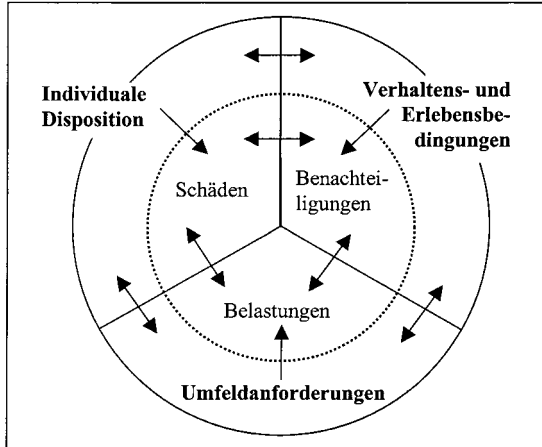 Individuale
Disposition
Verhaltens- und
Erlebensbe-
dingungen
Schäden
Benachtei-
ligungen
Belastungen
Umfeldanforderungen